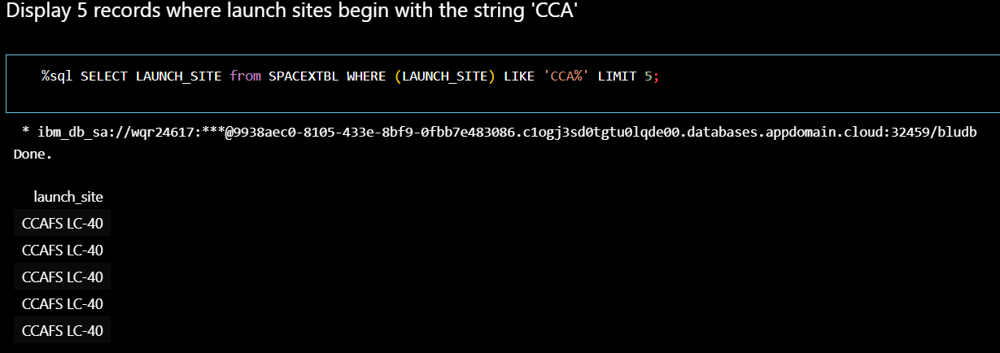 Display 5 records where launch sites begin with the string 'CCA'
%sql SELECT LAUNCH_SITE from SPACEXTBL WHERE (LAUNCH_SITE) LIKE 'CCA%' LIMIT 5;
* ibm_db_sa://wqr24617:***@9938aec0-8105-433e-8bf9-0fbb7e483086.c1ogj3sd0tgtu0lqde00.databases.appdomain.cloud:32459/bludb
Done.
launch_site
CCAFS LC-40
CCAFS LC-40
CCAFS LC-40
CCAFS LC-40
CCAFS LC-40